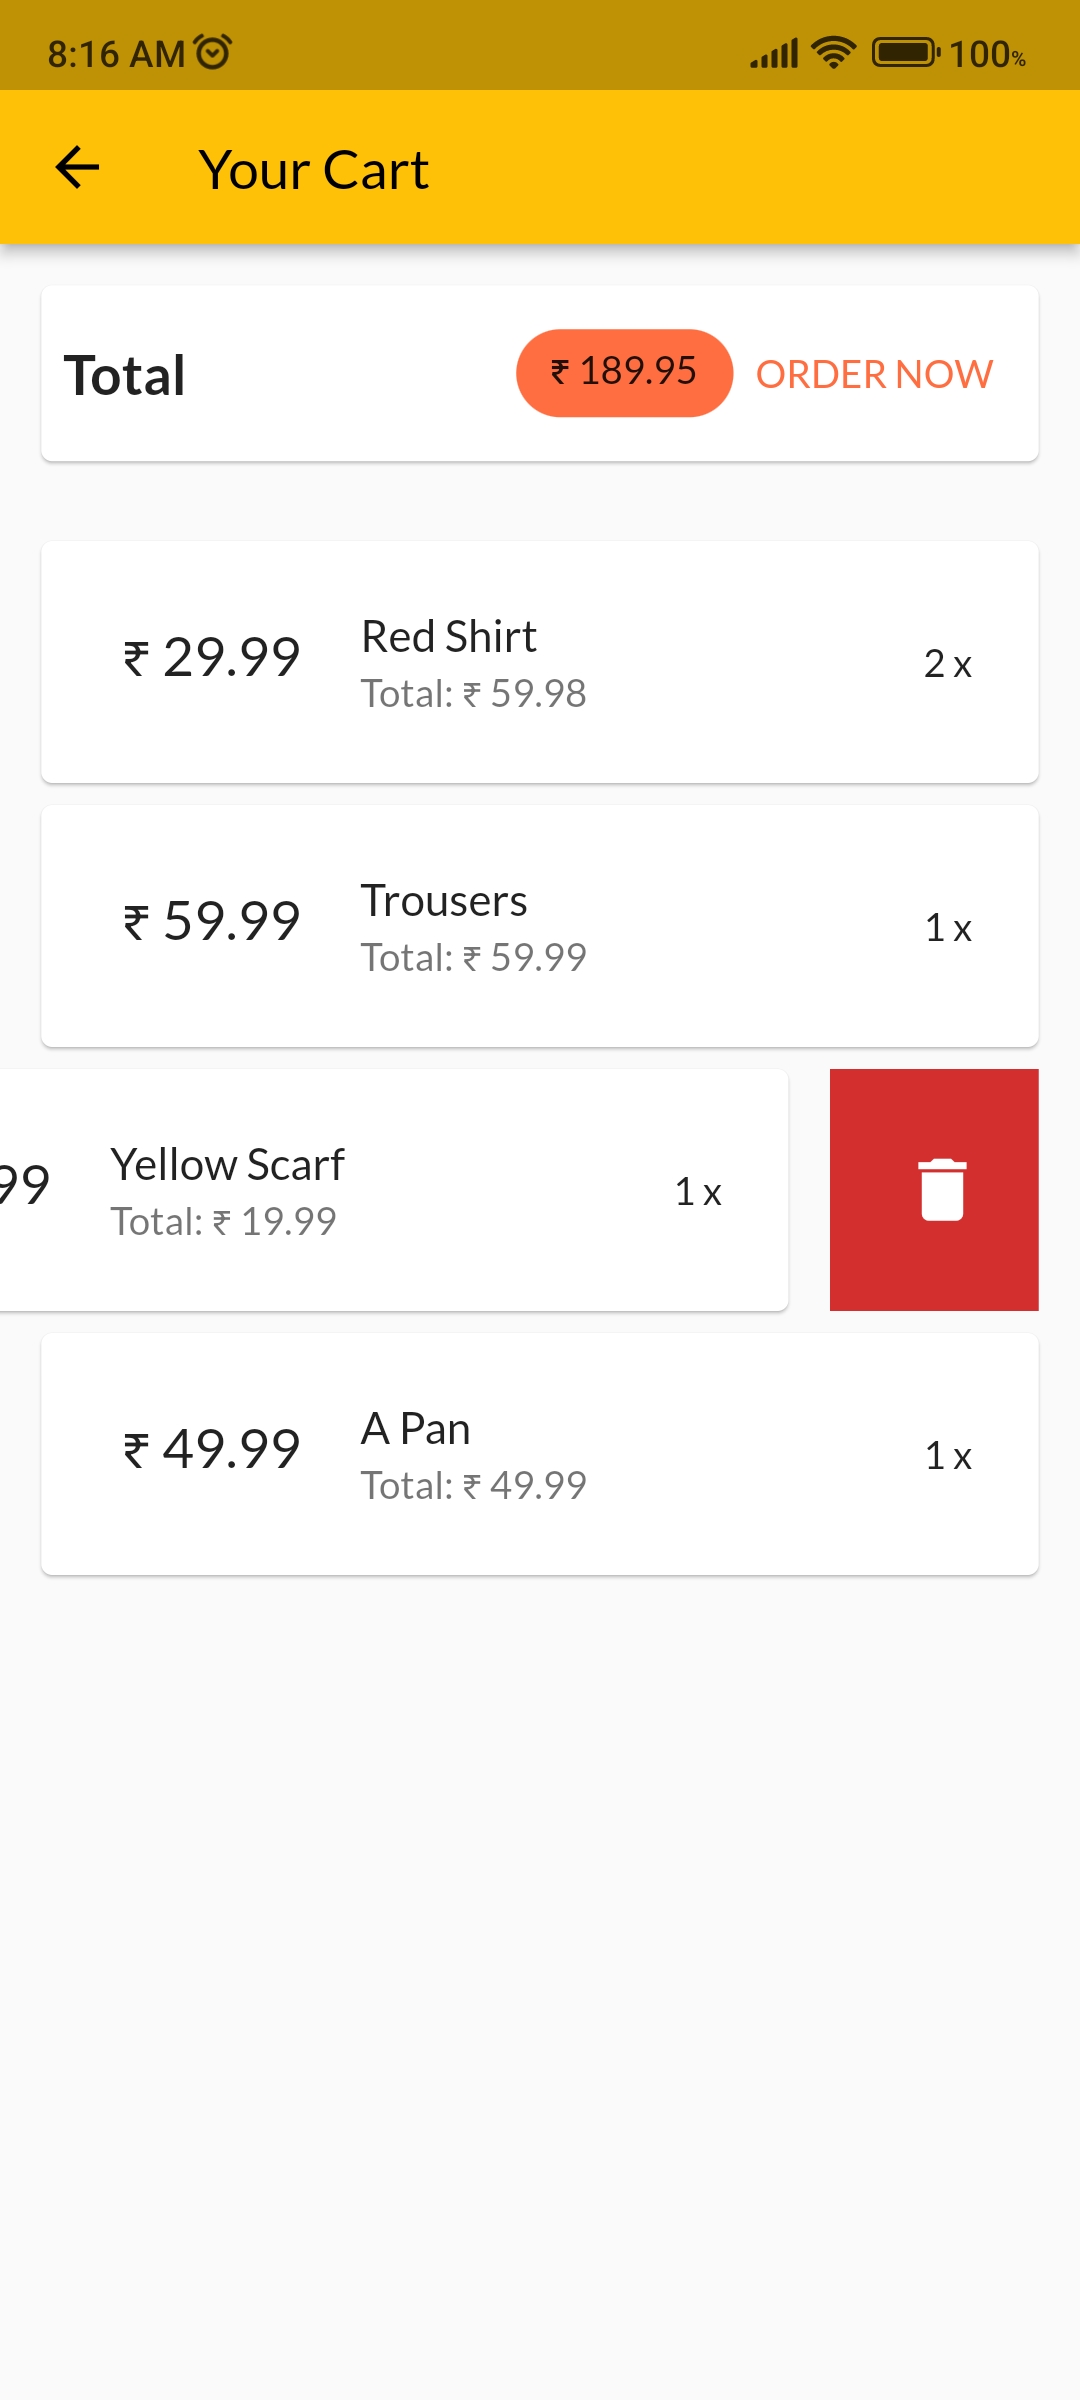 8:16 AM 100%
Your Cart
Total ₹ 189.95 ORDER NOW
₹ 29.99 Red Shirt 2 x
Total: ₹ 59.98
₹ 59.99 Trousers 1 x
Total: ₹ 59.99
99 Yellow Scarf 1 x
Total: ₹ 19.99
₹ 49.99 A Pan 1 x
Total: ₹ 49.99